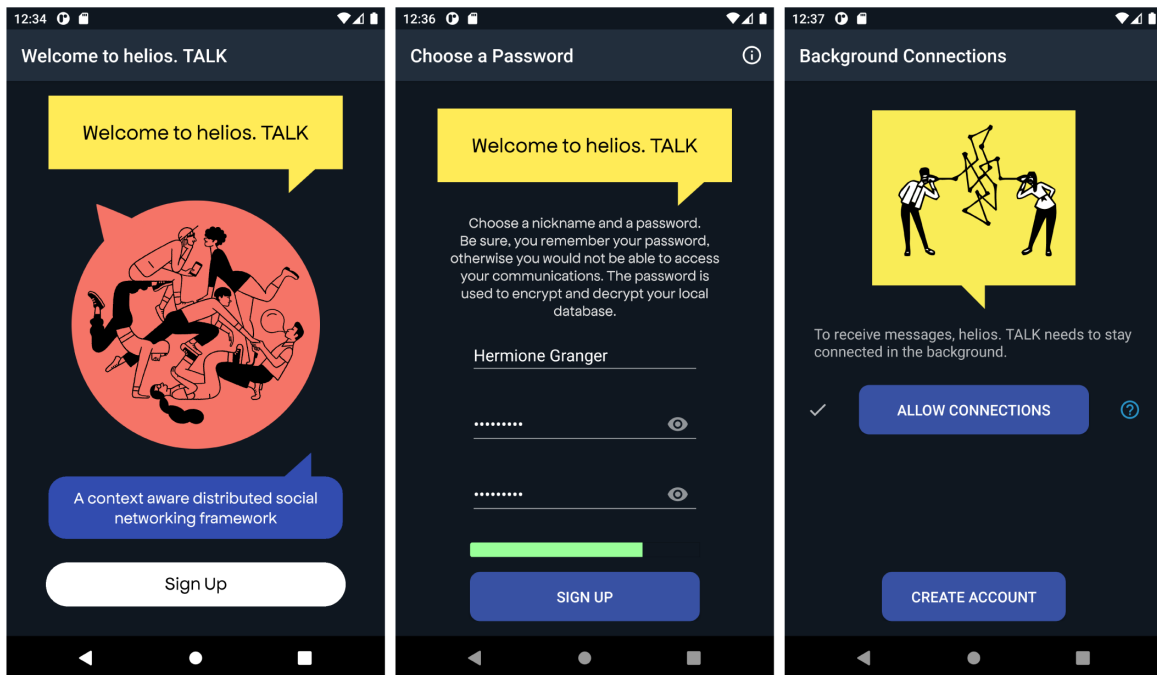 12:34
Welcome to helios. TALK
Welcome to helios. TALK
A context aware distributed social
networking framework
Sign Up
12:36
Choose a Password
Welcome to helios. TALK
Choose a nickname and a password.
Be sure, you remember your password,
otherwise you would not be able to access
your communications. The password is
used to encrypt and decrypt your local
database.
Hermione Granger
•••••••••
•••••••••
SIGN UP
12:37
Background Connections
To receive messages, helios. TALK needs to stay
connected in the background.
ALLOW CONNECTIONS
CREATE ACCOUNT